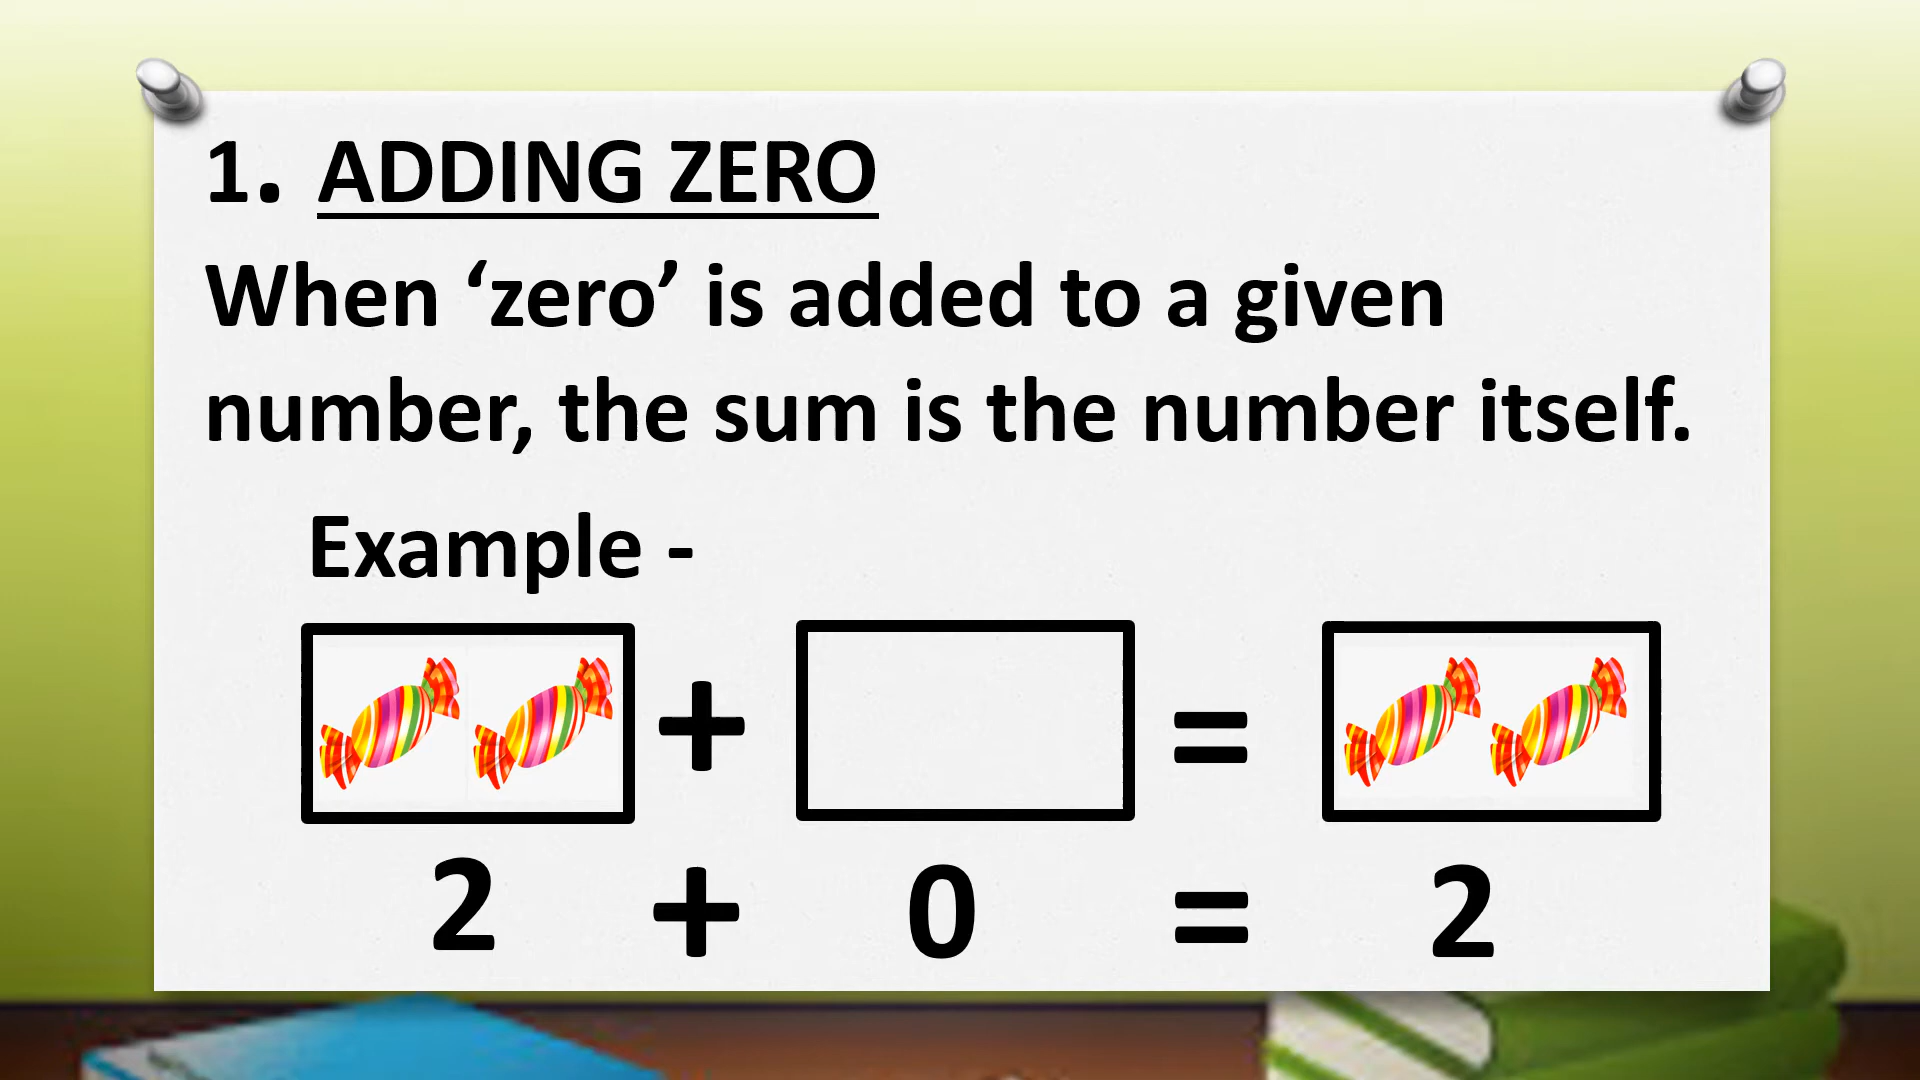 1. ADDING ZERO
When ‘zero’ is added to a given
number, the sum is the number itself.
Example -
+ =
2 + 0 = 2